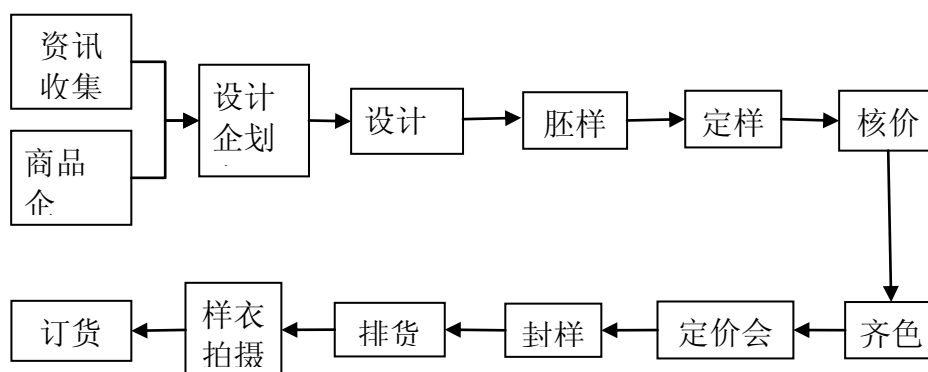 资讯
收集
商品
企
设计
企划
设计
胚样
定样
核价
订货
样衣
拍摄
排货
封样
定价会
齐色